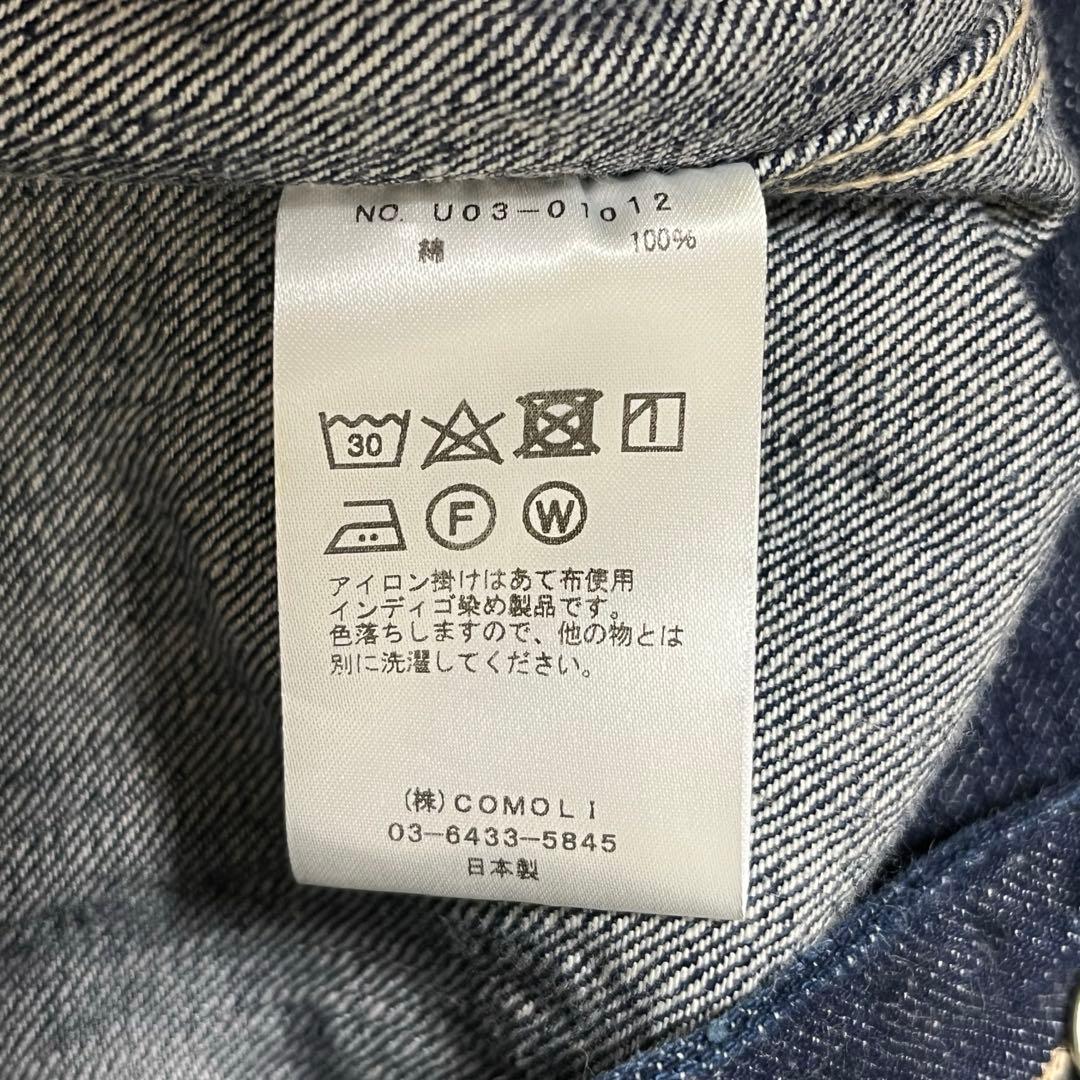 NO. U03-01012
綿 100%
30
F W
アイロン掛けはあて布使用
インディゴ染め製品です。
色落ちしますので、他の物とは
別に洗濯してください。
(株)COMOLI
03-6433-5845
日本製